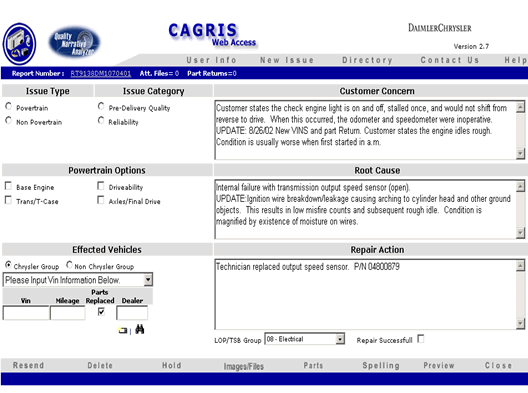 Quality
Narrative
Analyzer
CAGRIS
Web Access
DAIMLERCHRYSLER
Version 2.7
User Info New Issue Directory Contact Us Help
Report Number : RT9138DM1070401 Att. Files= 0 Part Returns=0
Issue Type Issue Category Customer Concern
Powertrain Pre-Delivery Quality
Non Powertrain Reliability
Customer states the check engine light is on and off, stalled once, and would not shift from
reverse to drive. When this occurred, the odometer and speedometer were inoperative.
UPDATE: 8/26/02 New VINS and part Return. Customer states the engine idles rough.
Condition is usually worse when first started in a.m.
Powertrain Options Root Cause
Base Engine Driveability
Trans/T-Case Axles/Final Drive
Internal failure with transmission output speed sensor (open).
UPDATE:Ignition wire breakdown/leakage causing arching to cylinder head and other ground
objects. This results in low misfire counts and subsequent rough idle. Condition is
magnified by existence of moisture on wires.
Effected Vehicles Repair Action
Chrysler Group Non Chrysler Group
Please Input Vin Information Below.
Parts
Vin Mileage Replaced Dealer
Technician replaced output speed sensor. P/N 04800879
LOP/TSB Group 08 - Electrical Repair Successfull
Resend Delete Hold Images/Files Parts Spelling Preview Close